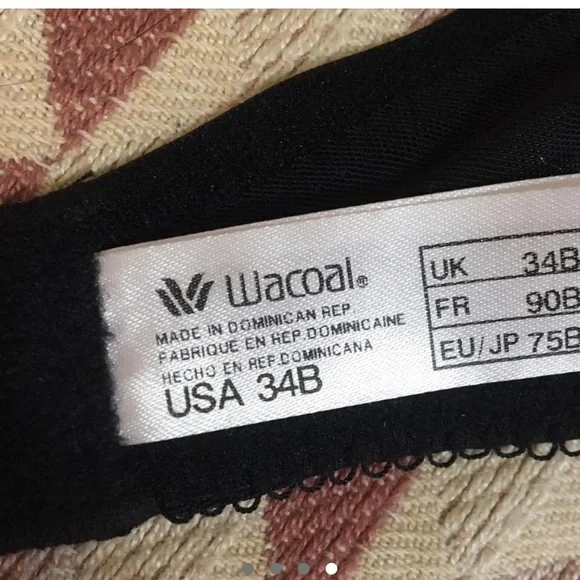 Wacoal®
MADE IN DOMINICAN REP.
FABRIQUE EN REP.DOMINICAINE
HECHO EN REP.DOMINICANA
USA 34B
UK 34B
FR 90B
EU/JP 75B